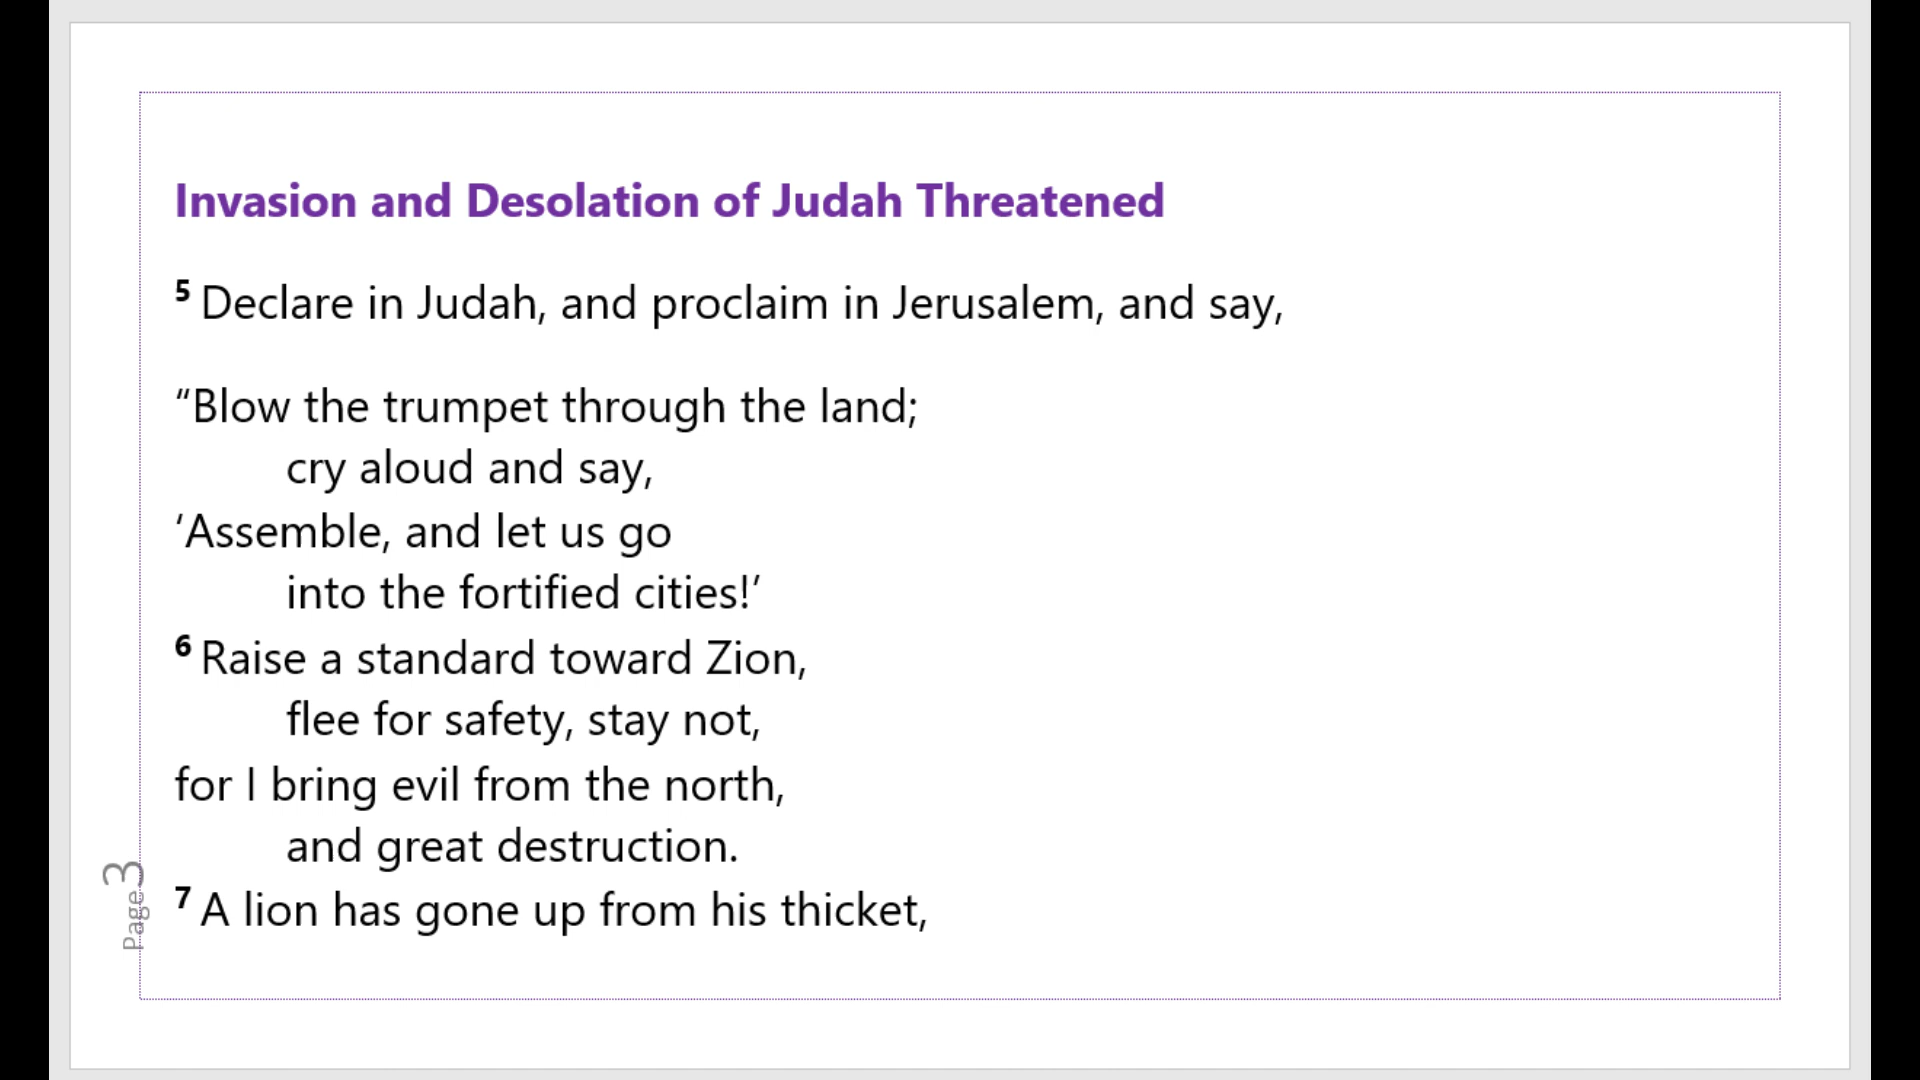 Invasion and Desolation of Judah Threatened
5 Declare in Judah, and proclaim in Jerusalem, and say,
“Blow the trumpet through the land;
cry aloud and say,
‘Assemble, and let us go
into the fortified cities!’
6 Raise a standard toward Zion,
flee for safety, stay not,
for I bring evil from the north,
and great destruction.
7 A lion has gone up from his thicket,
Page 3